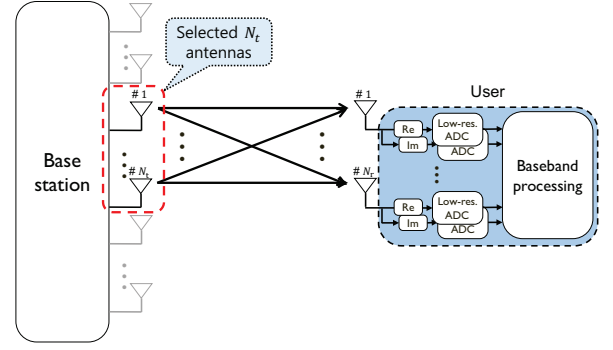 Selected N_t
antennas
# 1
# N_t
Base
station
# 1
# N_r
User
Re
Im
Low-res.
ADC
ADC
Re
Im
Low-res.
ADC
ADC
Baseband
processing